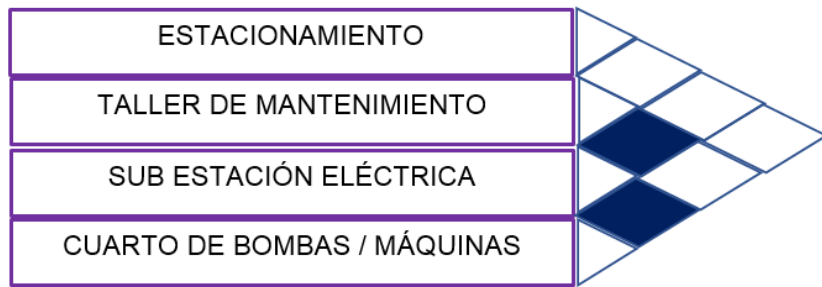 ESTACIONAMIENTO
TALLER DE MANTENIMIENTO
SUB ESTACIÓN ELÉCTRICA
CUARTO DE BOMBAS / MÁQUINAS